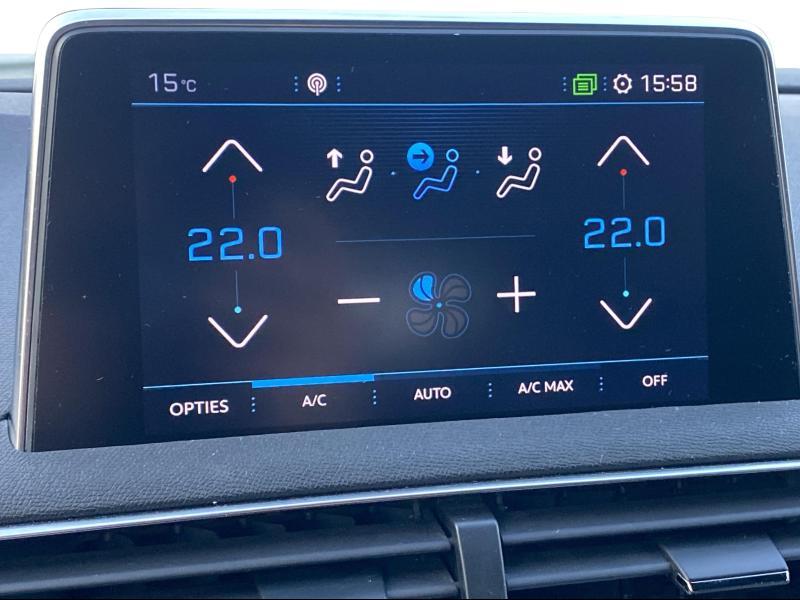 15°C 15:58
22.0 22.0
OPTIES A/C AUTO A/C MAX OFF